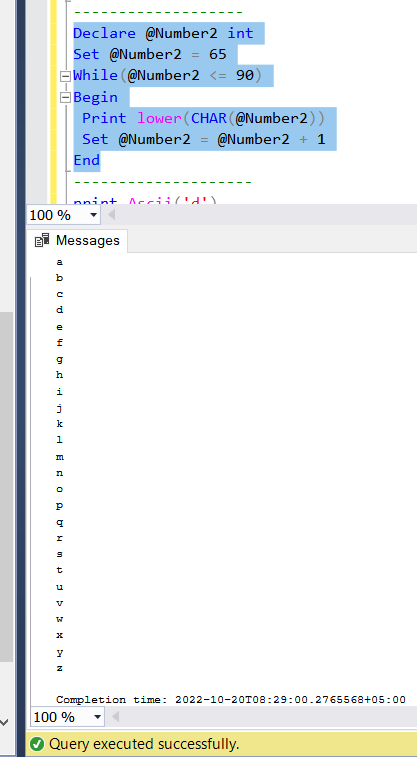 -------------------
Declare @Number2 int
Set @Number2 = 65
While(@Number2 <= 90)
Begin
Print lower(CHAR(@Number2))
Set @Number2 = @Number2 + 1
End
--------------------
print Ascii('d')
100 %
Messages
a
b
c
d
e
f
g
h
i
j
k
l
m
n
o
p
q
r
s
t
u
v
w
x
y
z
Completion time: 2022-10-20T08:29:00.2765568+05:00
100 %
Query executed successfully.